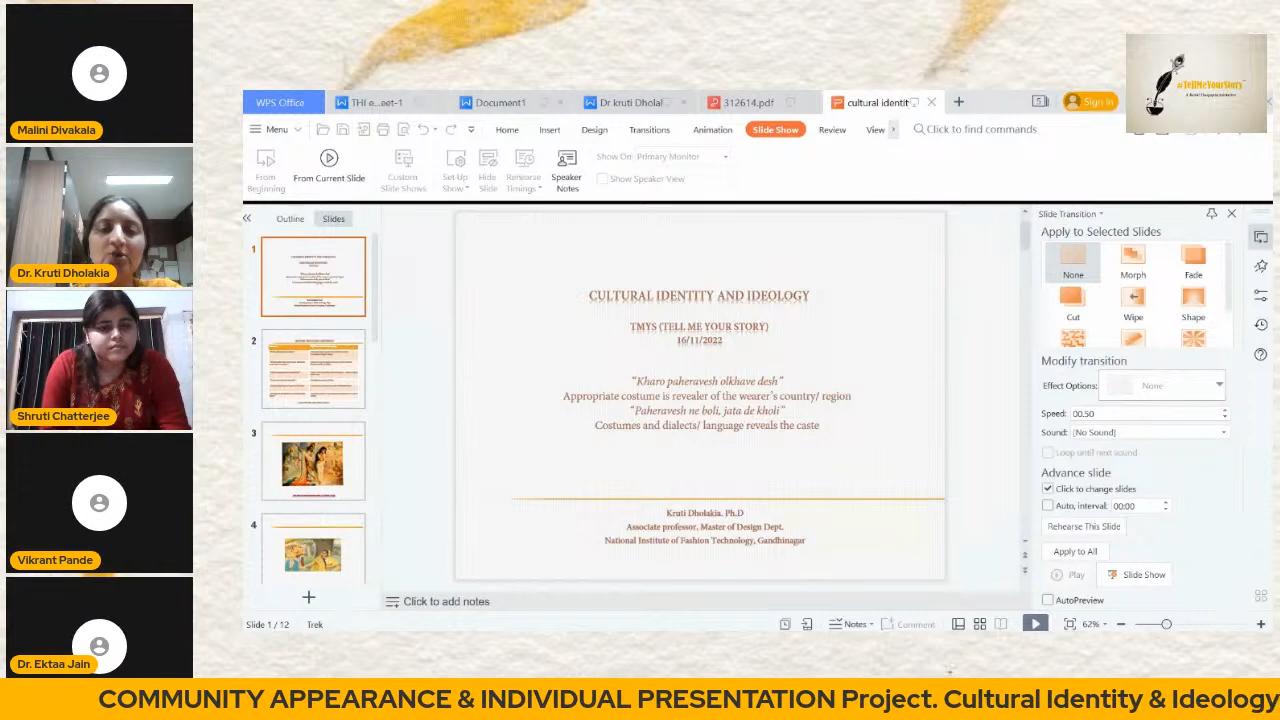 Malini Divakala
Dr. Kruti Dholakia
Shruti Chatterjee
Vikrant Pande
Dr. Ektaa Jain
#TellMeYourStory
WPS Office
THI e...eet-1
Document1
Dr kruti Dholal
312614.pdf
cultural identit
Sign in
Menu
Home
Insert
Design
Transitions
Animation
Slide Show
Review
View
Click to find commands
From Beginning
From Current Slide
Custom Slide Shows
Set-Up Show
Hide Slide
Rehearse Timings
Speaker Notes
Show On: Primary Monitor
Show Speaker View
Outline
Slides
1
2
3
4
CULTURAL IDENTITY AND IDEOLOGY
TMYS (TELL ME YOUR STORY)
16/11/2022
“Kharo paheravesh olkhave desh”
Appropriate costume is revealer of the wearer's country/ region
“Paheravesh ne boli, jata de kholi”
Costumes and dialects/ language reveals the caste
Kruti Dholakia. Ph.D
Associate professor, Master of Design Dept.
National Institute of Fashion Technology, Gandhinagar
Click to add notes
Slide Transition
Apply to Selected Slides
None
Morph
Fade
Cut
Wipe
Shape
Modify transition
Effect Options: None
Speed: 00.50
Sound: [No Sound]
Loop until next sound
Advance slide
Click to change slides
Auto, interval: 00:00
Rehearse This Slide
Apply to All
Play
Slide Show
AutoPreview
Slide 1 / 12
Trek
Notes
Comment
62%
COMMUNITY APPEARANCE & INDIVIDUAL PRESENTATION Project. Cultural Identity & Ideology